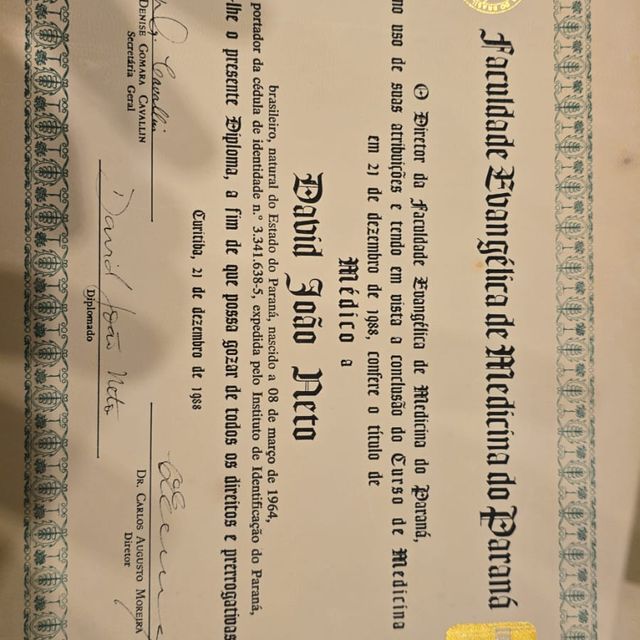 DO BRASIL
Faculdade Evangélica de Medicina do Paraná
O Diretor da Faculdade Evangélica de Medicina do Paraná,
no uso de suas atribuições e tendo em vista a conclusão do Curso de Medicina
em 21 de dezembro de 1988, confere o título de
Médico a
David João Neto
brasileiro, natural do Estado do Paraná, nascido a 08 de março de 1964,
portador da cédula de identidade n.º 3.341.638-5, expedida pelo Instituto de Identificação do Paraná,
-lhe o presente Diploma, a fim de que possa gozar de todos os direitos e prerrogativas
Curitiba, 21 de dezembro de 1988
DENISE GOMARA CAVALLIN
Secretária Geral
David João Neto
Diplomado
DR. CARLOS AUGUSTO MOREIRA
Diretor